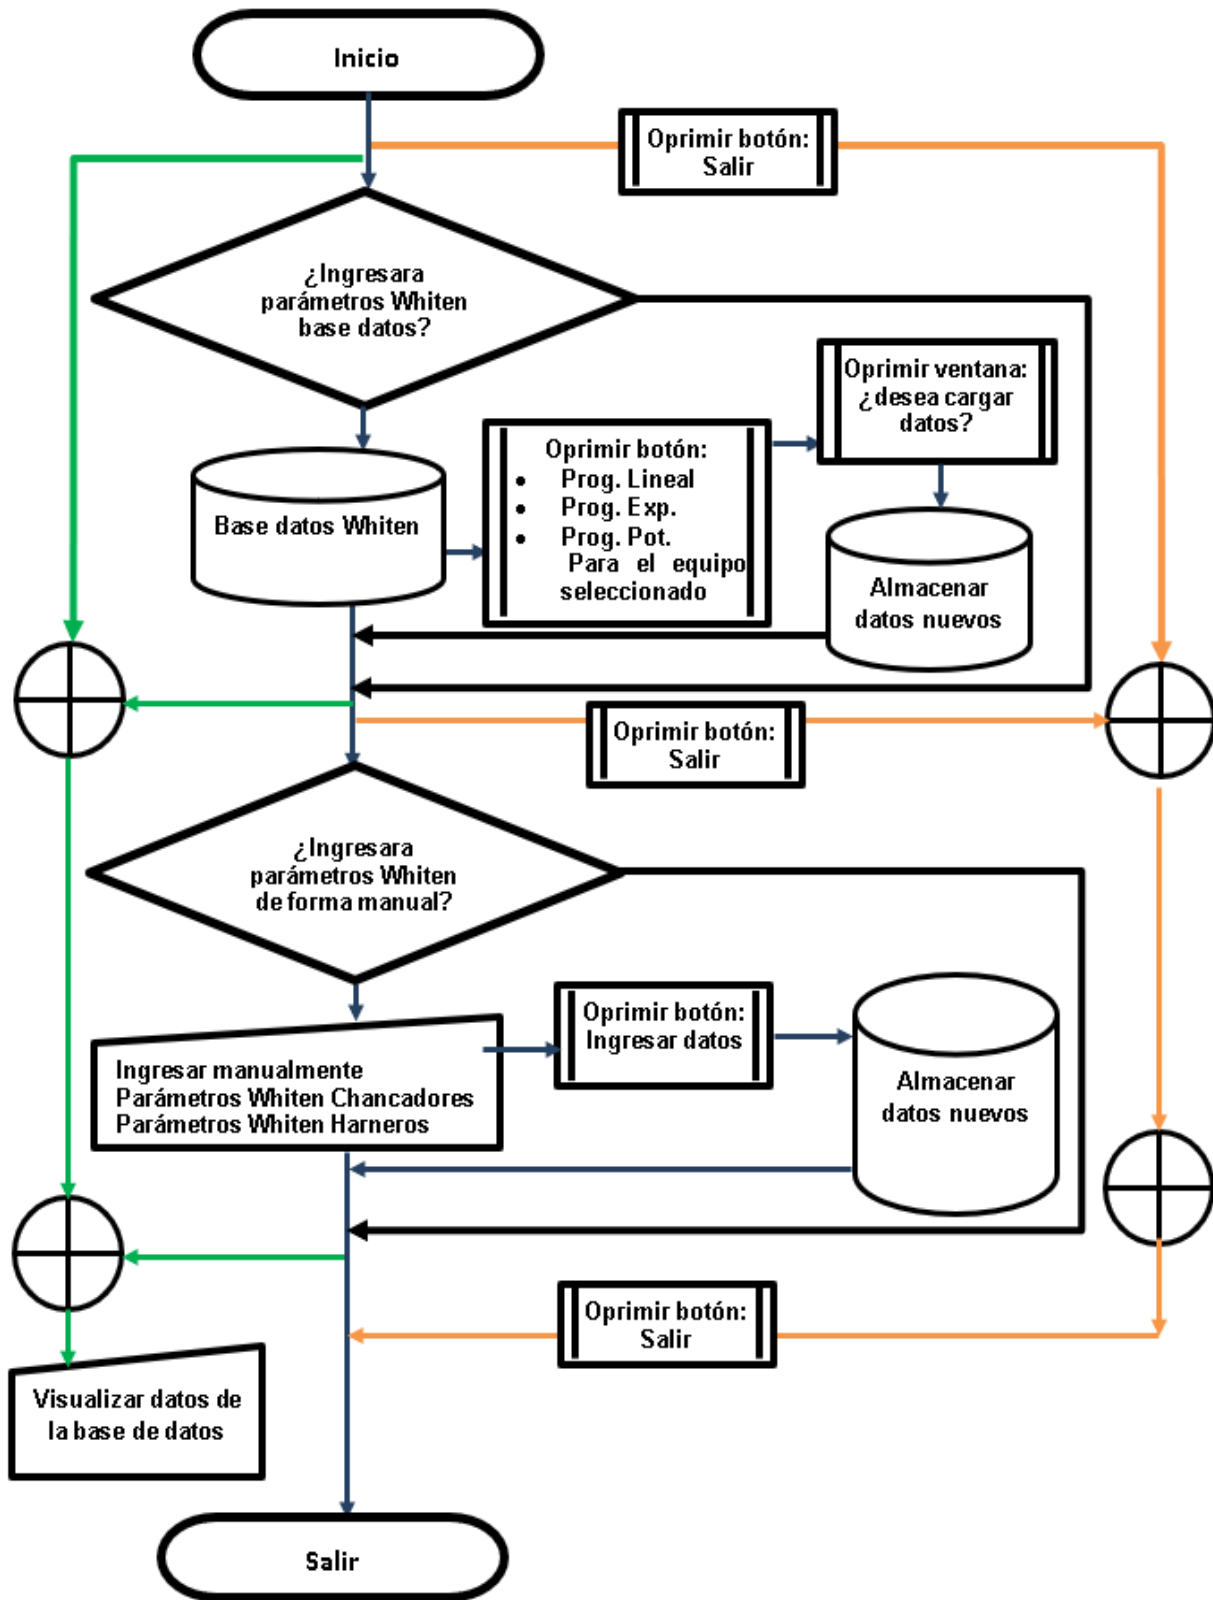 Inicio
Oprimir botón:
Salir
¿Ingresara
parámetros Whiten
base datos?
Oprimir ventana:
¿desea cargar
datos?
Oprimir botón:
• Prog. Lineal
• Prog. Exp.
• Prog. Pot.
Para el equipo
seleccionado
Base datos Whiten
Almacenar
datos nuevos
Oprimir botón:
Salir
¿Ingresara
parámetros Whiten
de forma manual?
Oprimir botón:
Ingresar datos
Ingresar manualmente
Parámetros Whiten Chancadores
Parámetros Whiten Harneros
Almacenar
datos nuevos
Oprimir botón:
Salir
Visualizar datos de
la base de datos
Salir